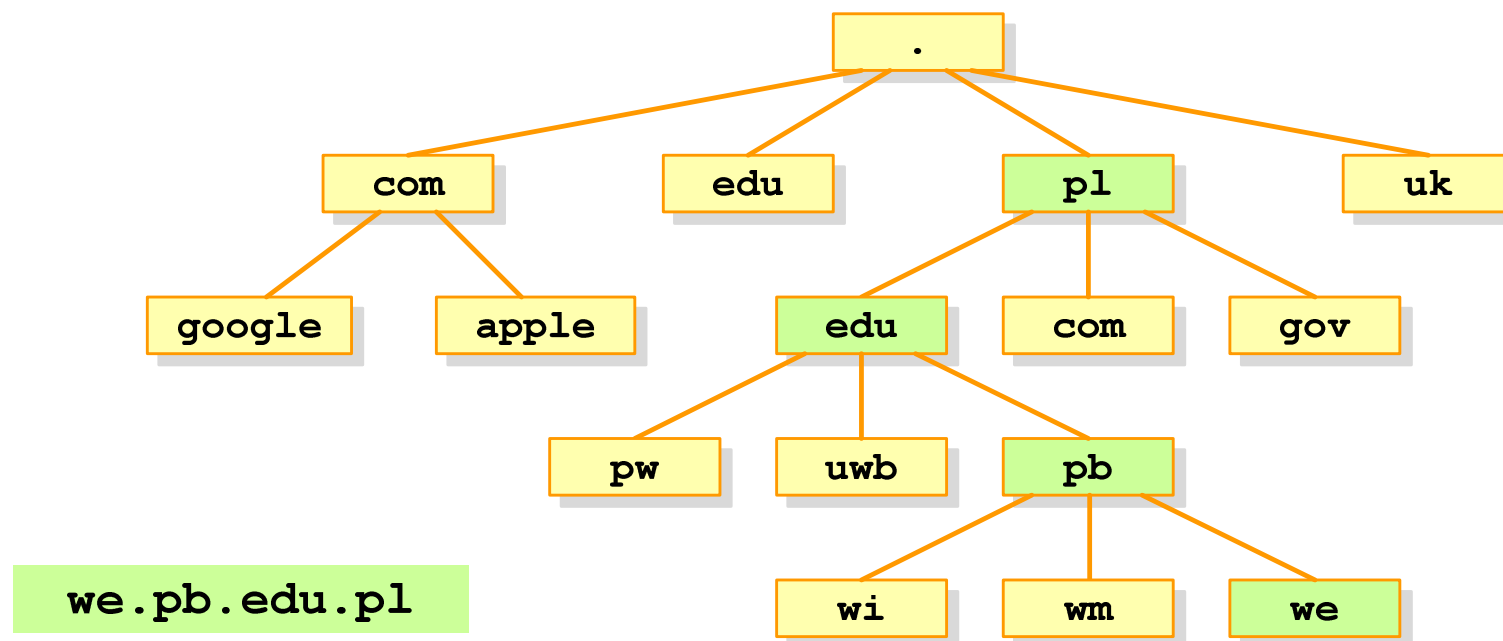 .
com edu pl uk
google apple edu com gov
pw uwb pb
we.pb.edu.pl
wi wm we